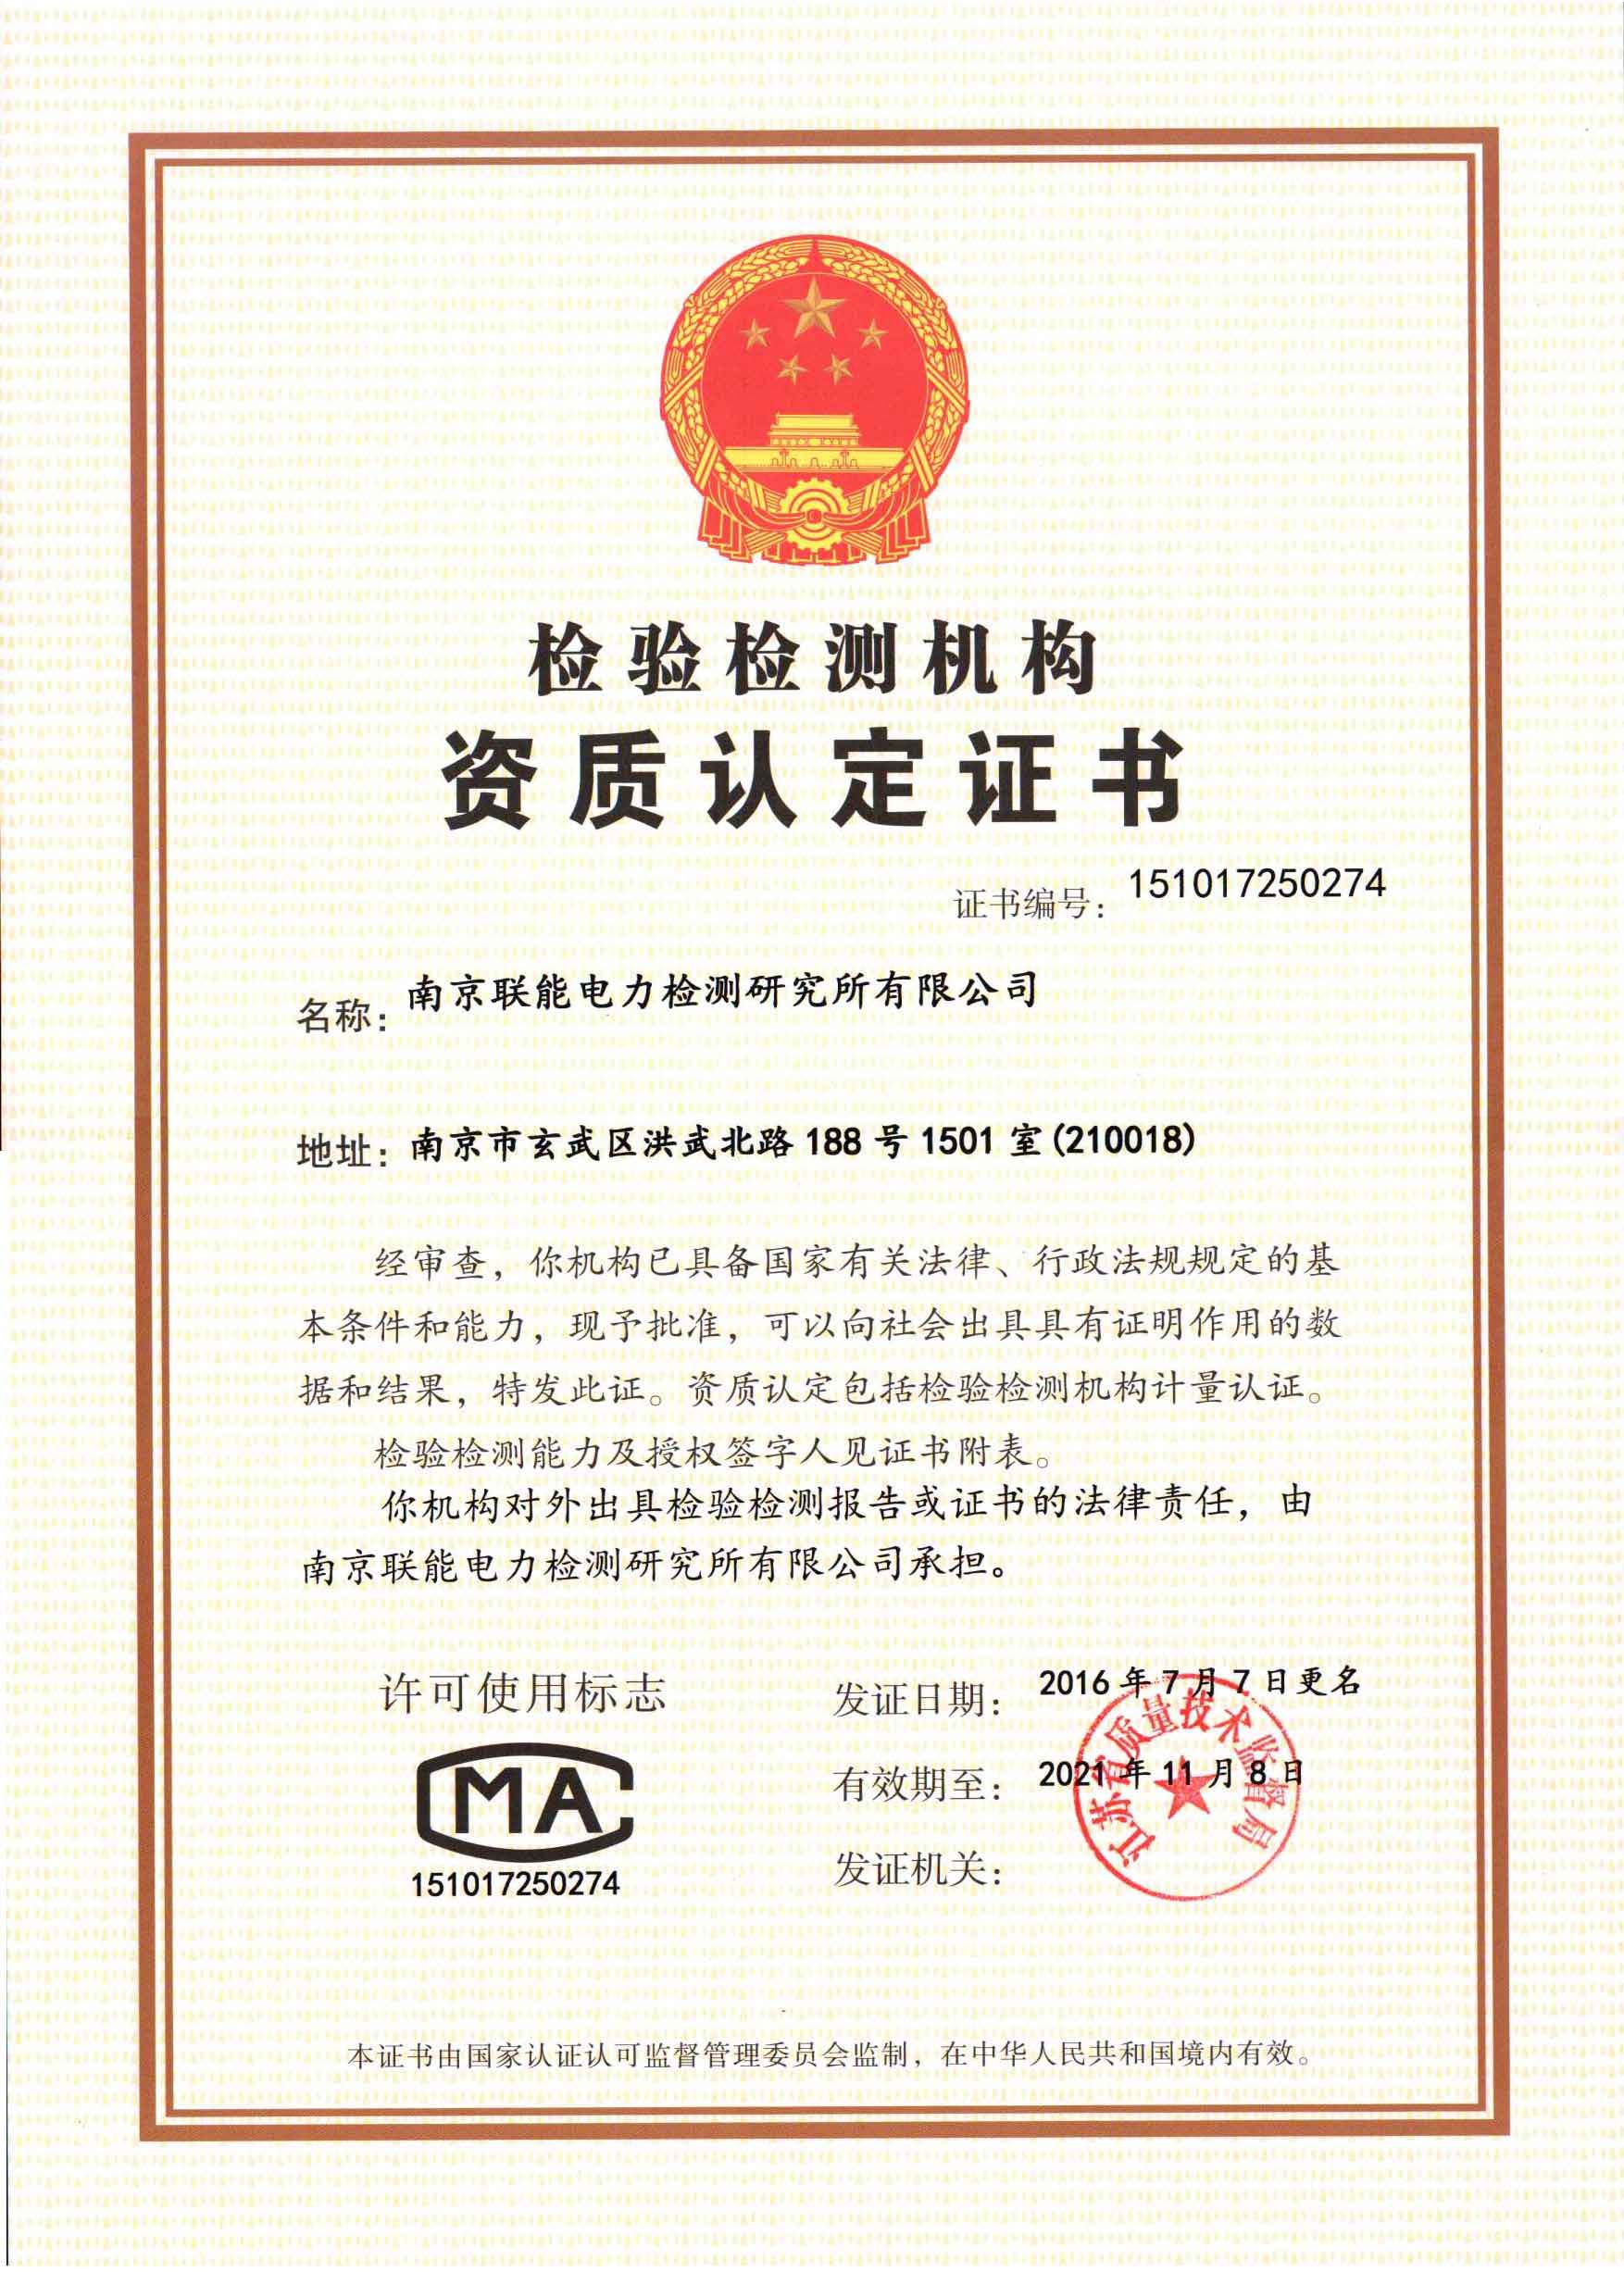 检验检测机构
资质认定证书
证书编号：151017250274
名称：南京联能电力检测研究所有限公司
地址：南京市玄武区洪武北路188号1501室(210018)
经审查，你机构已具备国家有关法律、行政法规规定的基
本条件和能力，现予批准，可以向社会出具具有证明作用的数
据和结果，特发此证。资质认定包括检验检测机构计量认证。
检验检测能力及授权签字人见证书附表。
你机构对外出具检验检测报告或证书的法律责任，由
南京联能电力检测研究所有限公司承担。
许可使用标志
MA
151017250274
发证日期：2016年7月7日更名
有效期至：2021年11月8日
发证机关：
江苏省质量技术监督局
本证书由国家认证认可监督管理委员会监制，在中华人民共和国境内有效。